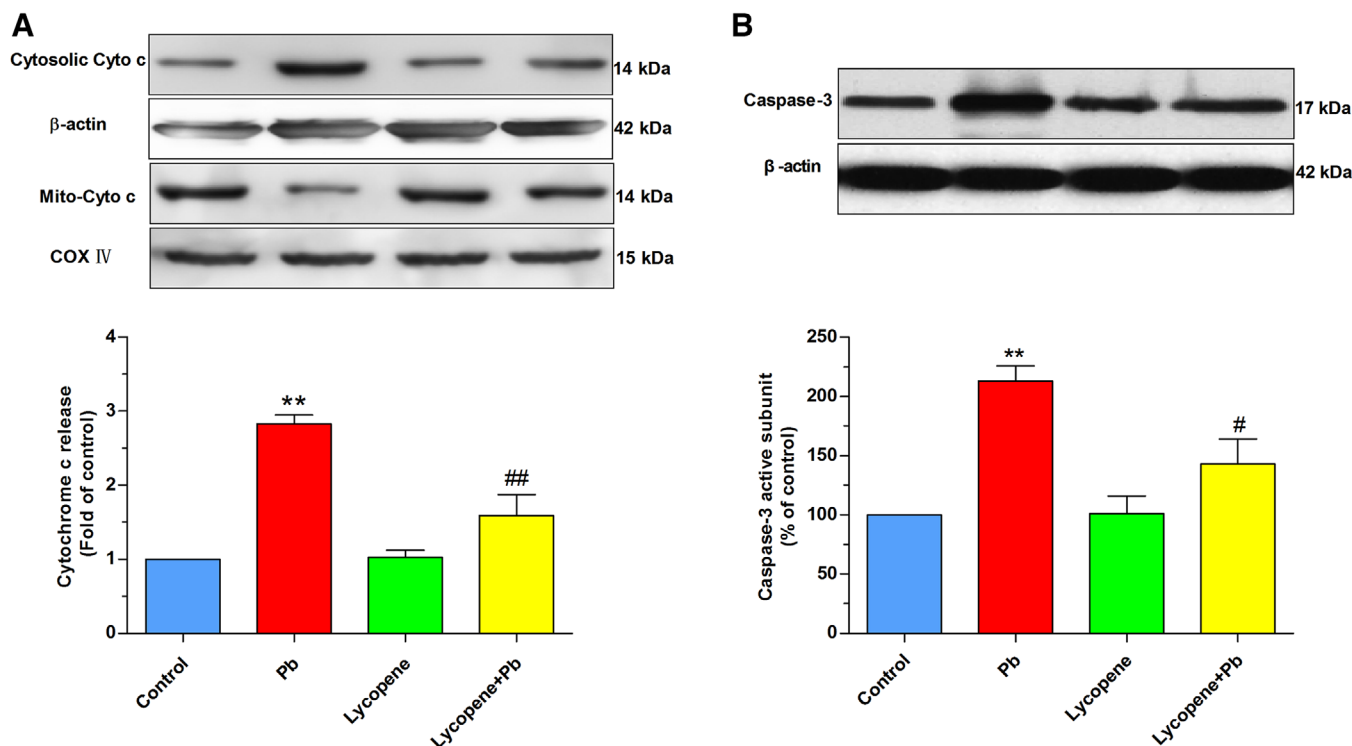 A
Cytosolic Cyto c
14 kDa
β-actin
42 kDa
Mito-Cyto c
14 kDa
COX Ⅳ
15 kDa
Cytochrome c release
(Fold of control)
4
3
2
1
0
**
##
Control
Pb
Lycopene
Lycopene+Pb
B
Caspase-3
17 kDa
β-actin
42 kDa
Caspase-3 active subunit
(% of control)
250
200
150
100
50
0
**
#
Control
Pb
Lycopene
Lycopene+Pb